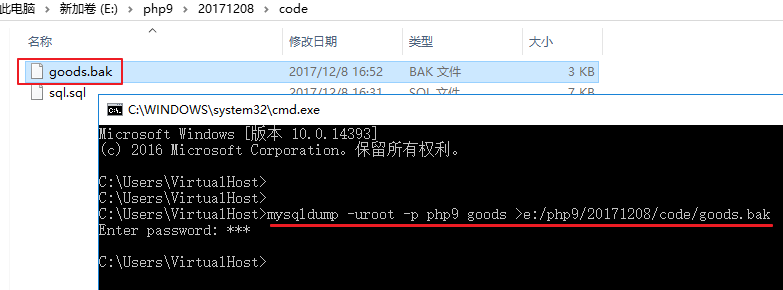 此电脑 › 新加卷 (E:) › php9 › 20171208 › code
名称 修改日期 类型 大小
goods.bak 2017/12/8 16:52 BAK 文件 3 KB
sql.sql 2017/12/8 16:31 SQL 文件 7 KB
C:\WINDOWS\system32\cmd.exe
Microsoft Windows [版本 10.0.14393]
(c) 2016 Microsoft Corporation。保留所有权利。
C:\Users\VirtualHost>
C:\Users\VirtualHost>
C:\Users\VirtualHost>mysqldump -uroot -p php9 goods >e:/php9/20171208/code/goods.bak
Enter password: ***
C:\Users\VirtualHost>